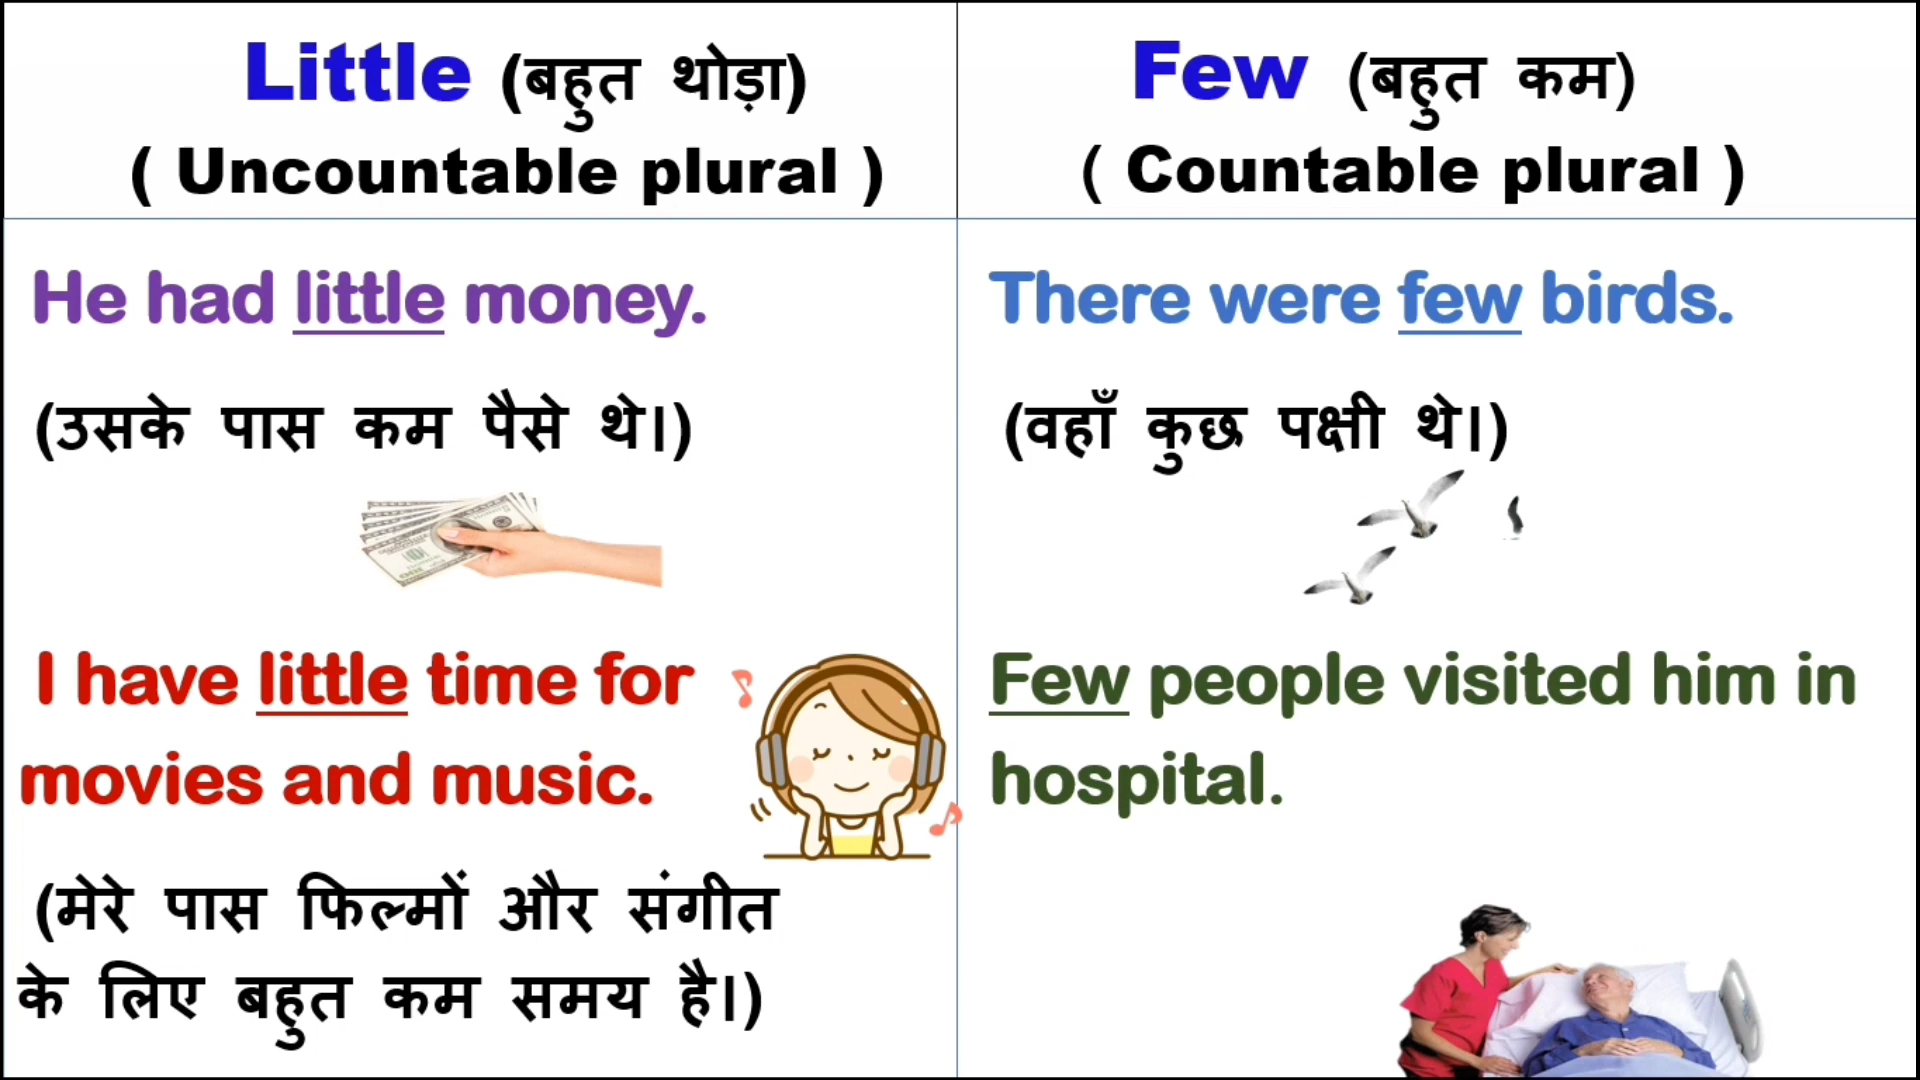 Little (बहुत थोड़ा)
( Uncountable plural )
He had little money.
(उसके पास कम पैसे थे।)
I have little time for
movies and music.
(मेरे पास फिल्मों और संगीत
के लिए बहुत कम समय है।)
Few (बहुत कम)
( Countable plural )
There were few birds.
(वहाँ कुछ पक्षी थे।)
Few people visited him in
hospital.